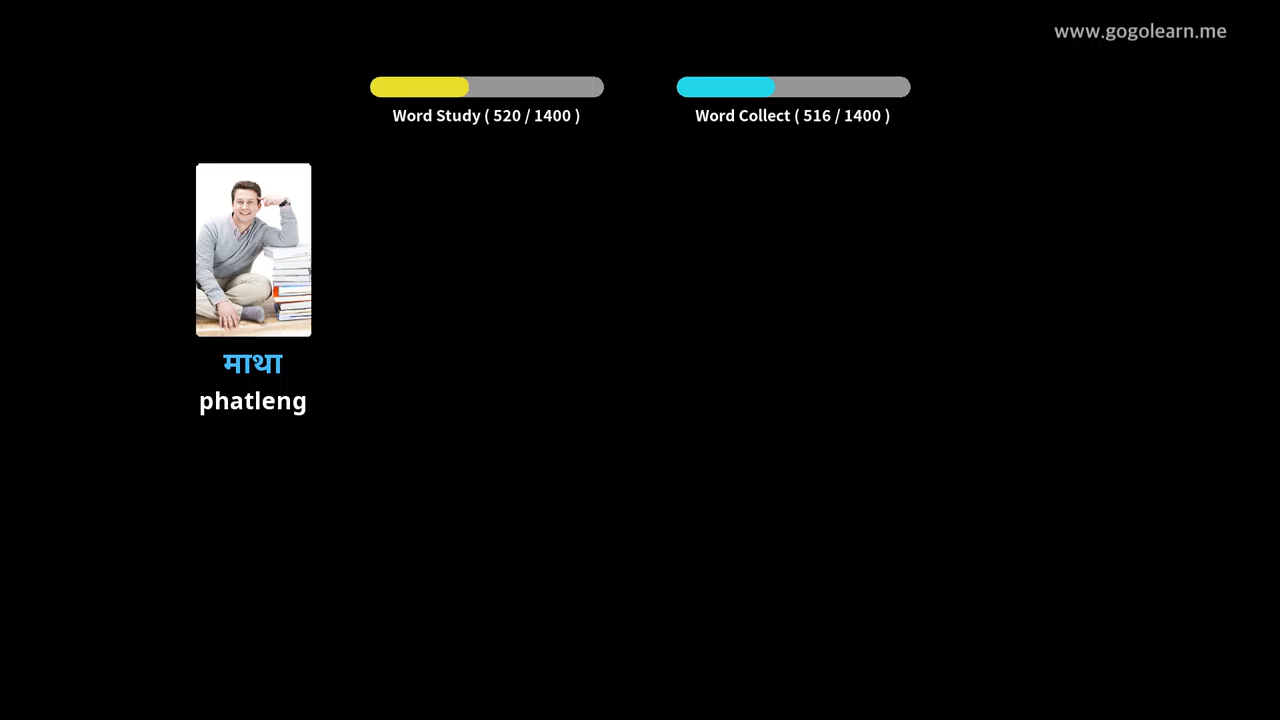 www.gogolearn.me
Word Study ( 520 / 1400 )
Word Collect ( 516 / 1400 )
माथा
phatleng